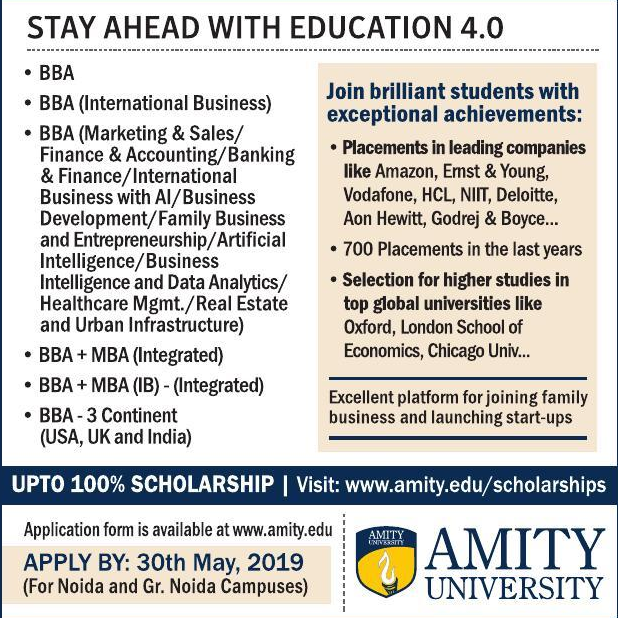 STAY AHEAD WITH EDUCATION 4.0
• BBA
• BBA (International Business)
• BBA (Marketing & Sales/
Finance & Accounting/Banking
& Finance/International
Business with AI/Business
Development/Family Business
and Entrepreneurship/Artificial
Intelligence/Business
Intelligence and Data Analytics/
Healthcare Mgmt./Real Estate
and Urban Infrastructure)
• BBA + MBA (Integrated)
• BBA + MBA (IB) - (Integrated)
• BBA - 3 Continent
(USA, UK and India)
Join brilliant students with
exceptional achievements:
• Placements in leading companies
like Amazon, Ernst & Young,
Vodafone, HCL, NIIT, Deloitte,
Aon Hewitt, Godrej & Boyce...
• 700 Placements in the last years
• Selection for higher studies in
top global universities like
Oxford, London School of
Economics, Chicago Univ...
Excellent platform for joining family
business and launching start-ups
UPTO 100% SCHOLARSHIP | Visit: www.amity.edu/scholarships
Application form is available at www.amity.edu
APPLY BY: 30th May, 2019
(For Noida and Gr. Noida Campuses)
AMITY
UNIVERSITY
AMITY
UNIVERSITY